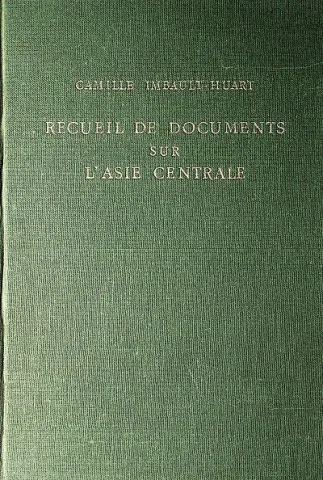 CAMILLE IMBAULT-HUART
RECUEIL DE DOCUMENTS
SUR
L'ASIE CENTRALE